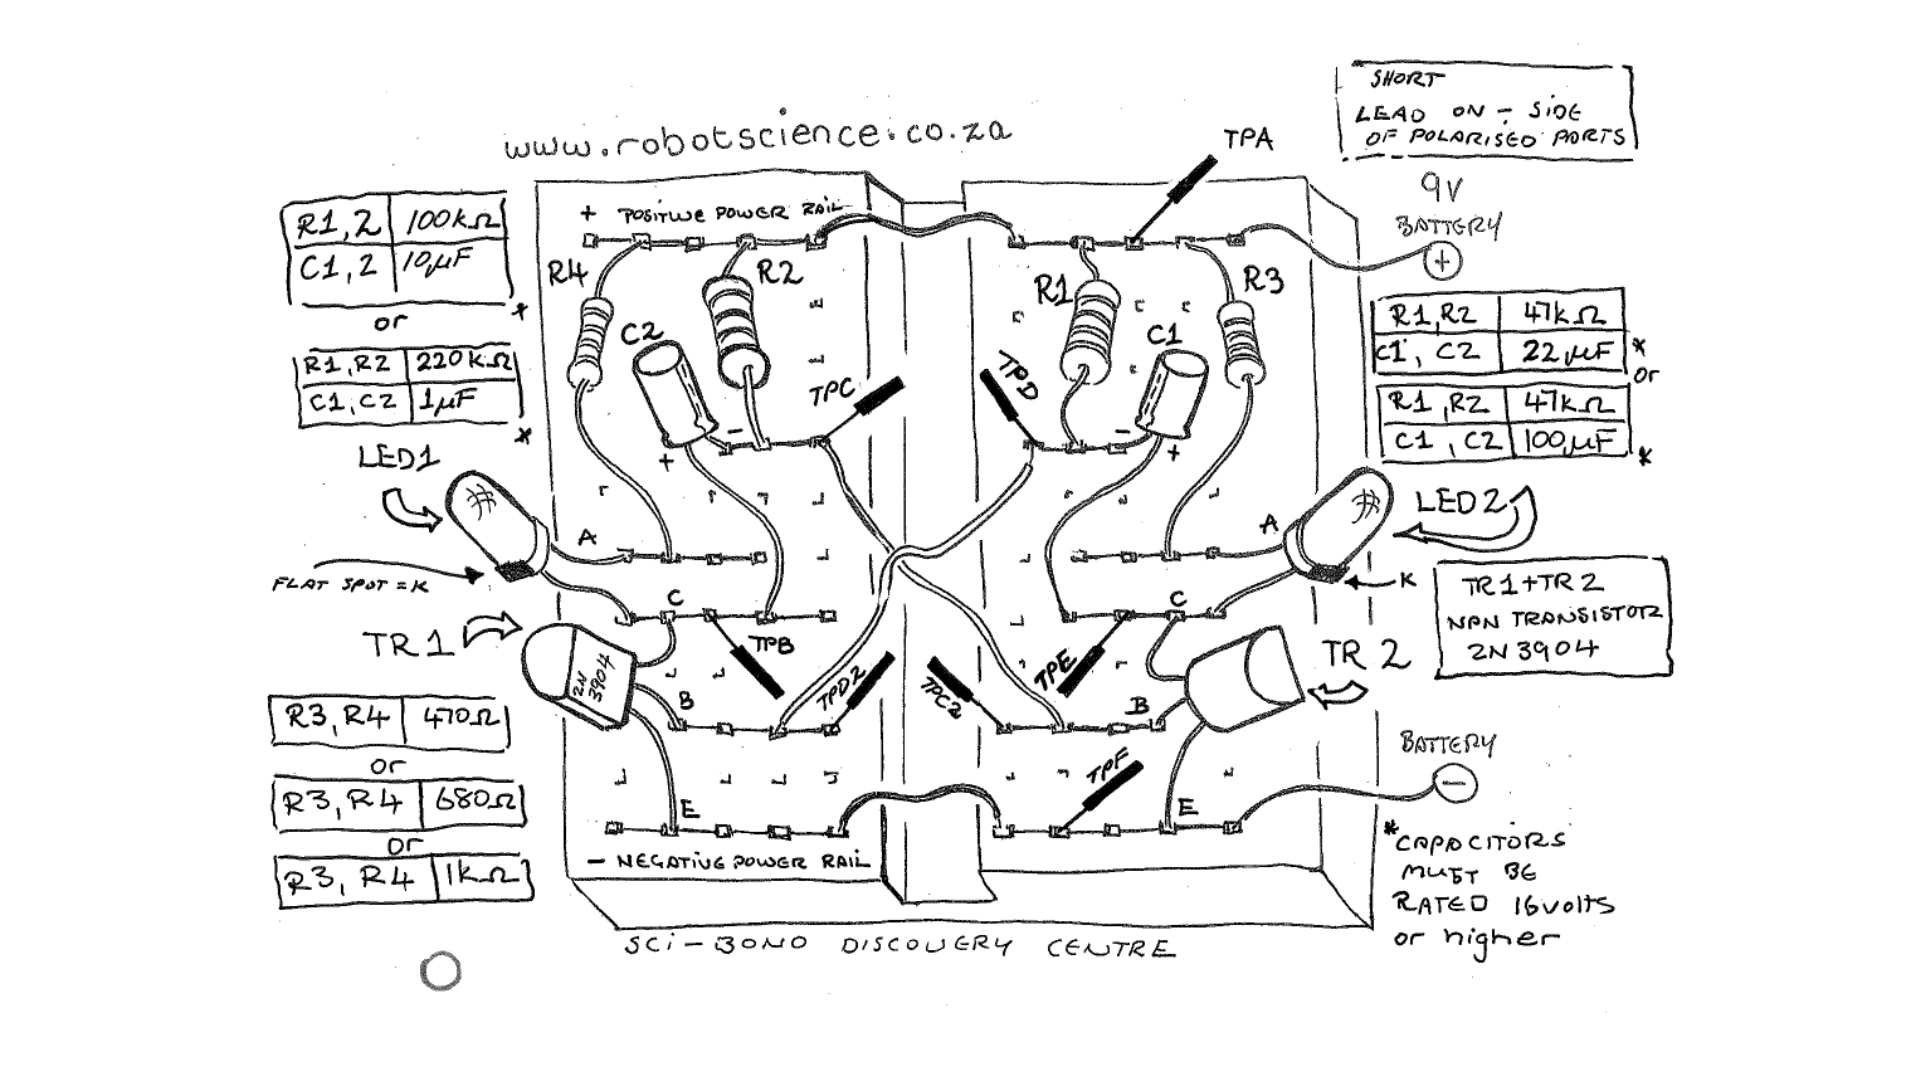 www.robotscience.co.za
SHORT
LEAD ON - SIDE
OF POLARISED PARTS
TPA
9V
BATTERY
+
+ POSITIVE POWER RAIL
R1,2 100kΩ
C1,2 10µF
*
or
R1,R2 220kΩ
C1,C2 1µF
*
R4
R2
R1
R3
C2
C1
TPC
TPD
-
+
-
+
R1,R2 47kΩ
C1, C2 22µF *
or
R1,R2 47kΩ
C1, C2 100µF
*
LED1
LED2
A
A
FLAT SPOT = K
K
C
C
TR1
2N
3904
TPB
TPE
TR2
TR1+TR2
NPN TRANSISTOR
2N3904
B
TPD2
TPC2
B
R3, R4 470Ω
or
R3, R4 680Ω
or
R3, R4 1kΩ
TPF
BATTERY
-
E
E
- NEGATIVE POWER RAIL
*CAPACITORS
MUST BE
RATED 16volts
or higher
SCI-BONO DISCOVERY CENTRE